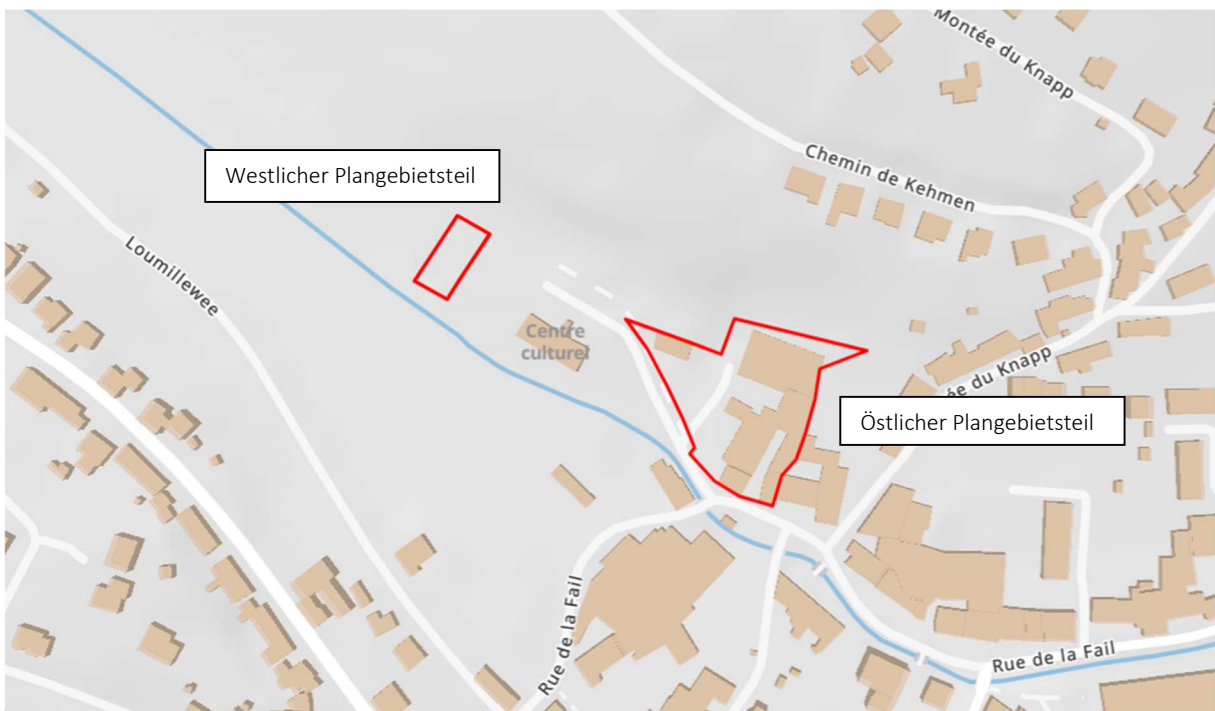 Montée du Knapp
Westlicher Plangebietsteil
Chemin de Kehmen
Loumillewee
Centre
culturel
ée du Knapp
Östlicher Plangebietsteil
Rue de la Fail
Rue de la Fail